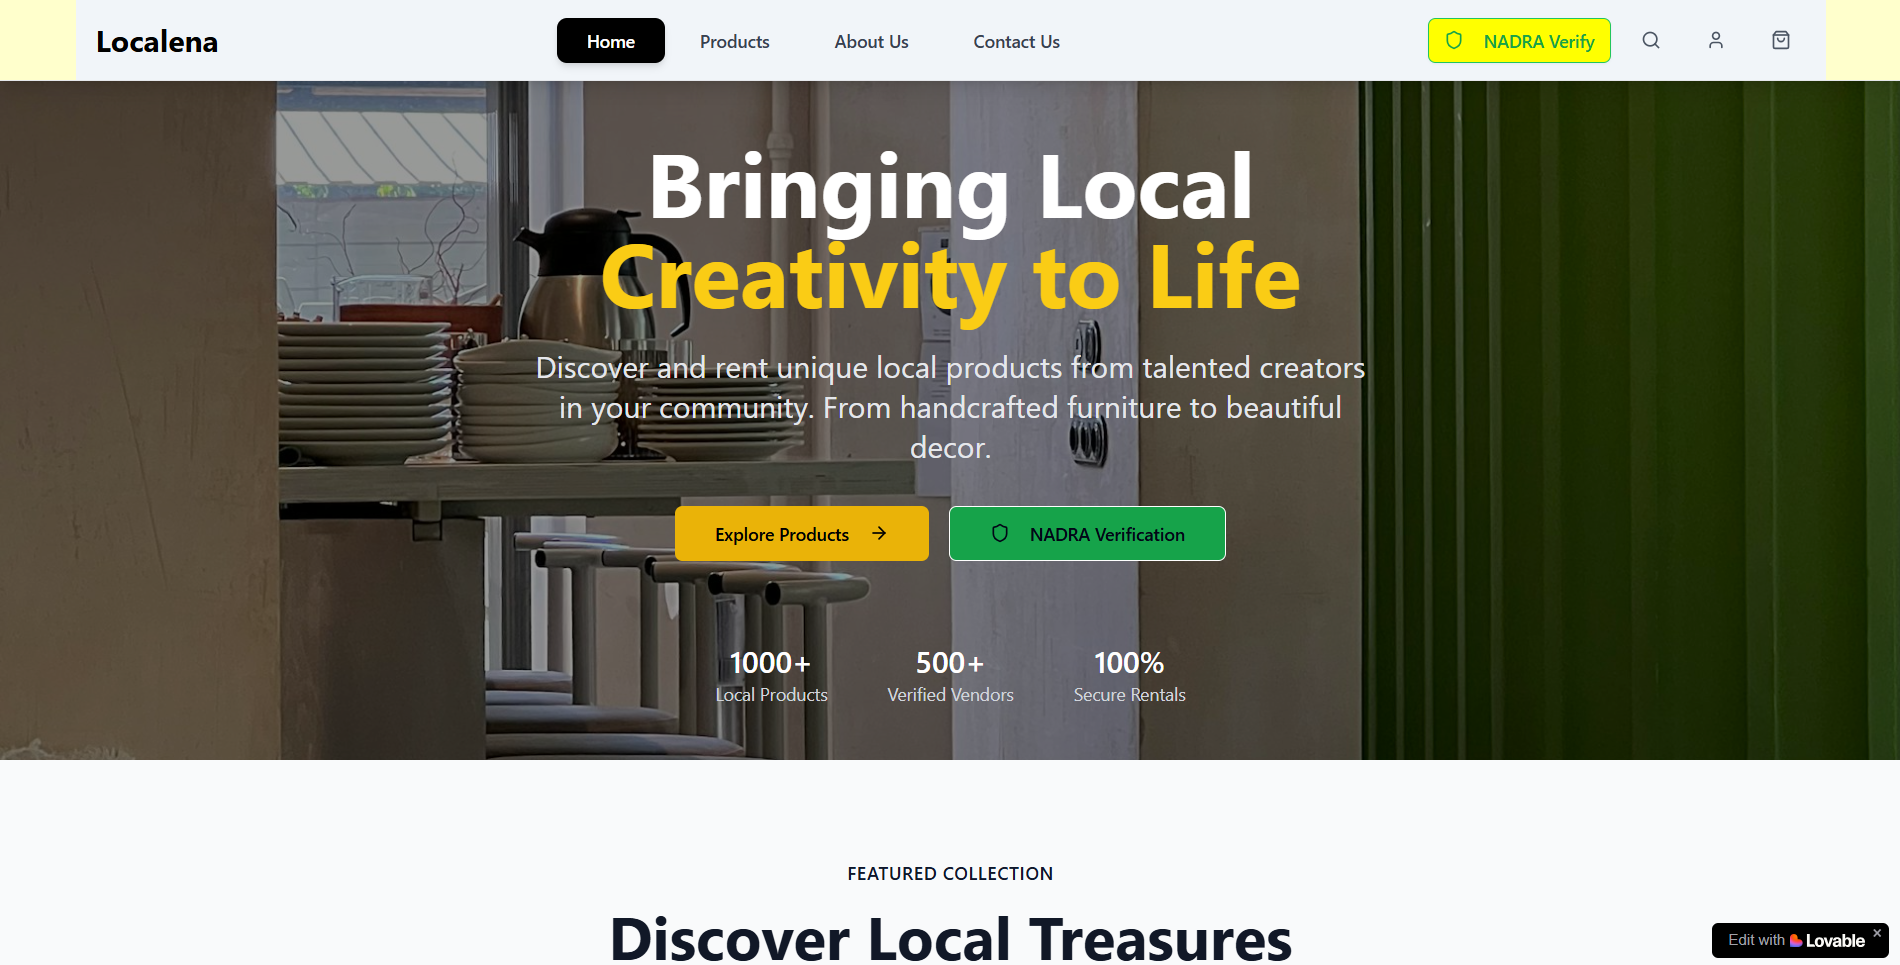 Localena
Home
Products
About Us
Contact Us
NADRA Verify
Bringing Local
Creativity to Life
Discover and rent unique local products from talented creators
in your community. From handcrafted furniture to beautiful
decor.
Explore Products
NADRA Verification
1000+
Local Products
500+
Verified Vendors
100%
Secure Rentals
FEATURED COLLECTION
Discover Local Treasures
Edit with Lovable ×